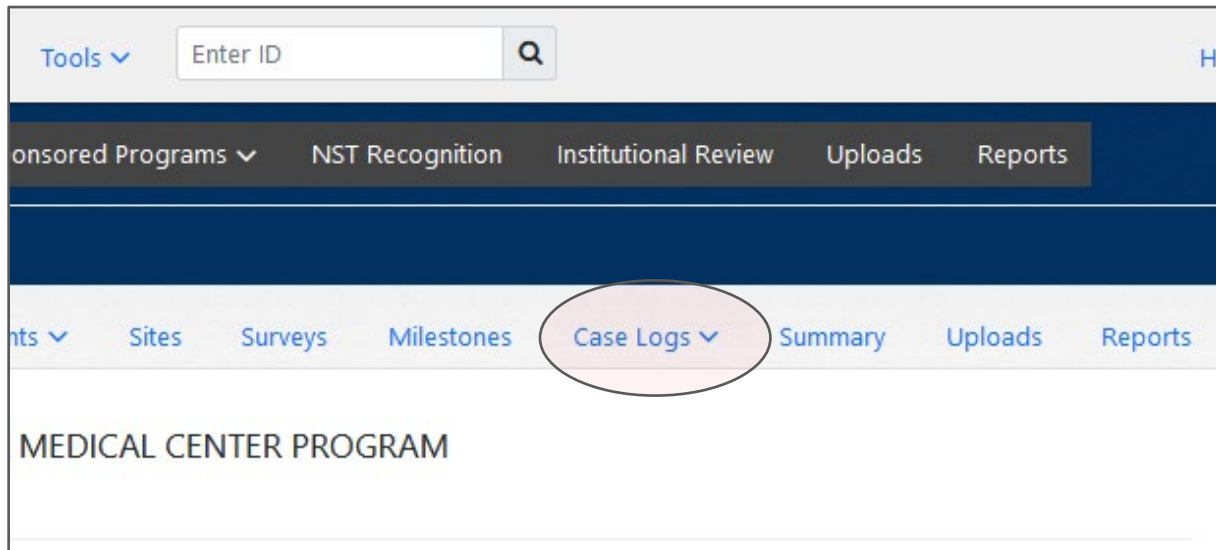 Tools Enter ID H
onsored Programs NST Recognition Institutional Review Uploads Reports
nts Sites Surveys Milestones Case Logs Summary Uploads Reports
MEDICAL CENTER PROGRAM